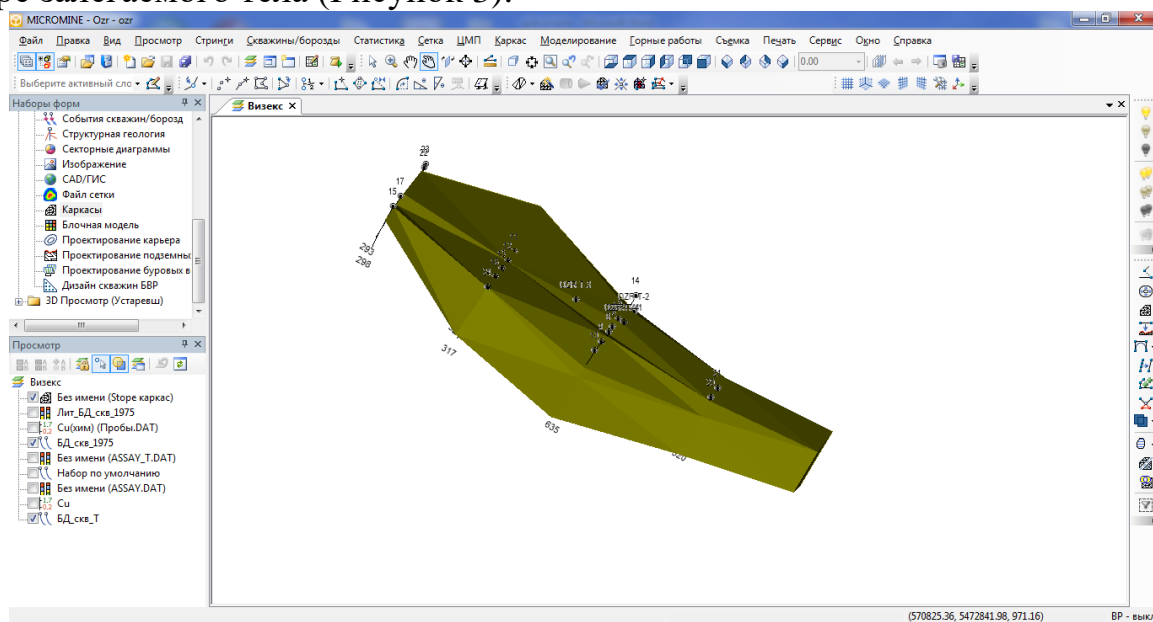 ре залегаемого тела (Рисунок 3).
MICROMINE - Ozr - ozr
Файл Правка Вид Просмотр Стринги Скважины/борозды Статистика Сетка ЦМП Каркас Моделирование Горные работы Съемка Печать Сервис Окно Справка
0.00
Выберите активный сло
Наборы форм
Визекс X
События скважин/борозд
Структурная геология
Секторные диаграммы
Изображение
CAD/ГИС
Файл сетки
Каркасы
Блочная модель
Проектирование карьера
Проектирование подземны
Проектирование буровых в
Дизайн скважин БВР
3D Просмотр (Устаревш)
Просмотр
Визекс
Без имени (Stope каркас)
Лит_БД_скв_1975
Cu(хим) (Пробы.DAT)
БД_скв_1975
Без имени (ASSAY_T.DAT)
Набор по умолчанию
Без имени (ASSAY.DAT)
Cu
БД_скв_T
17
15
293
298
14
317
635
(570825.36, 5472841.98, 971.16)
ВР - выкл